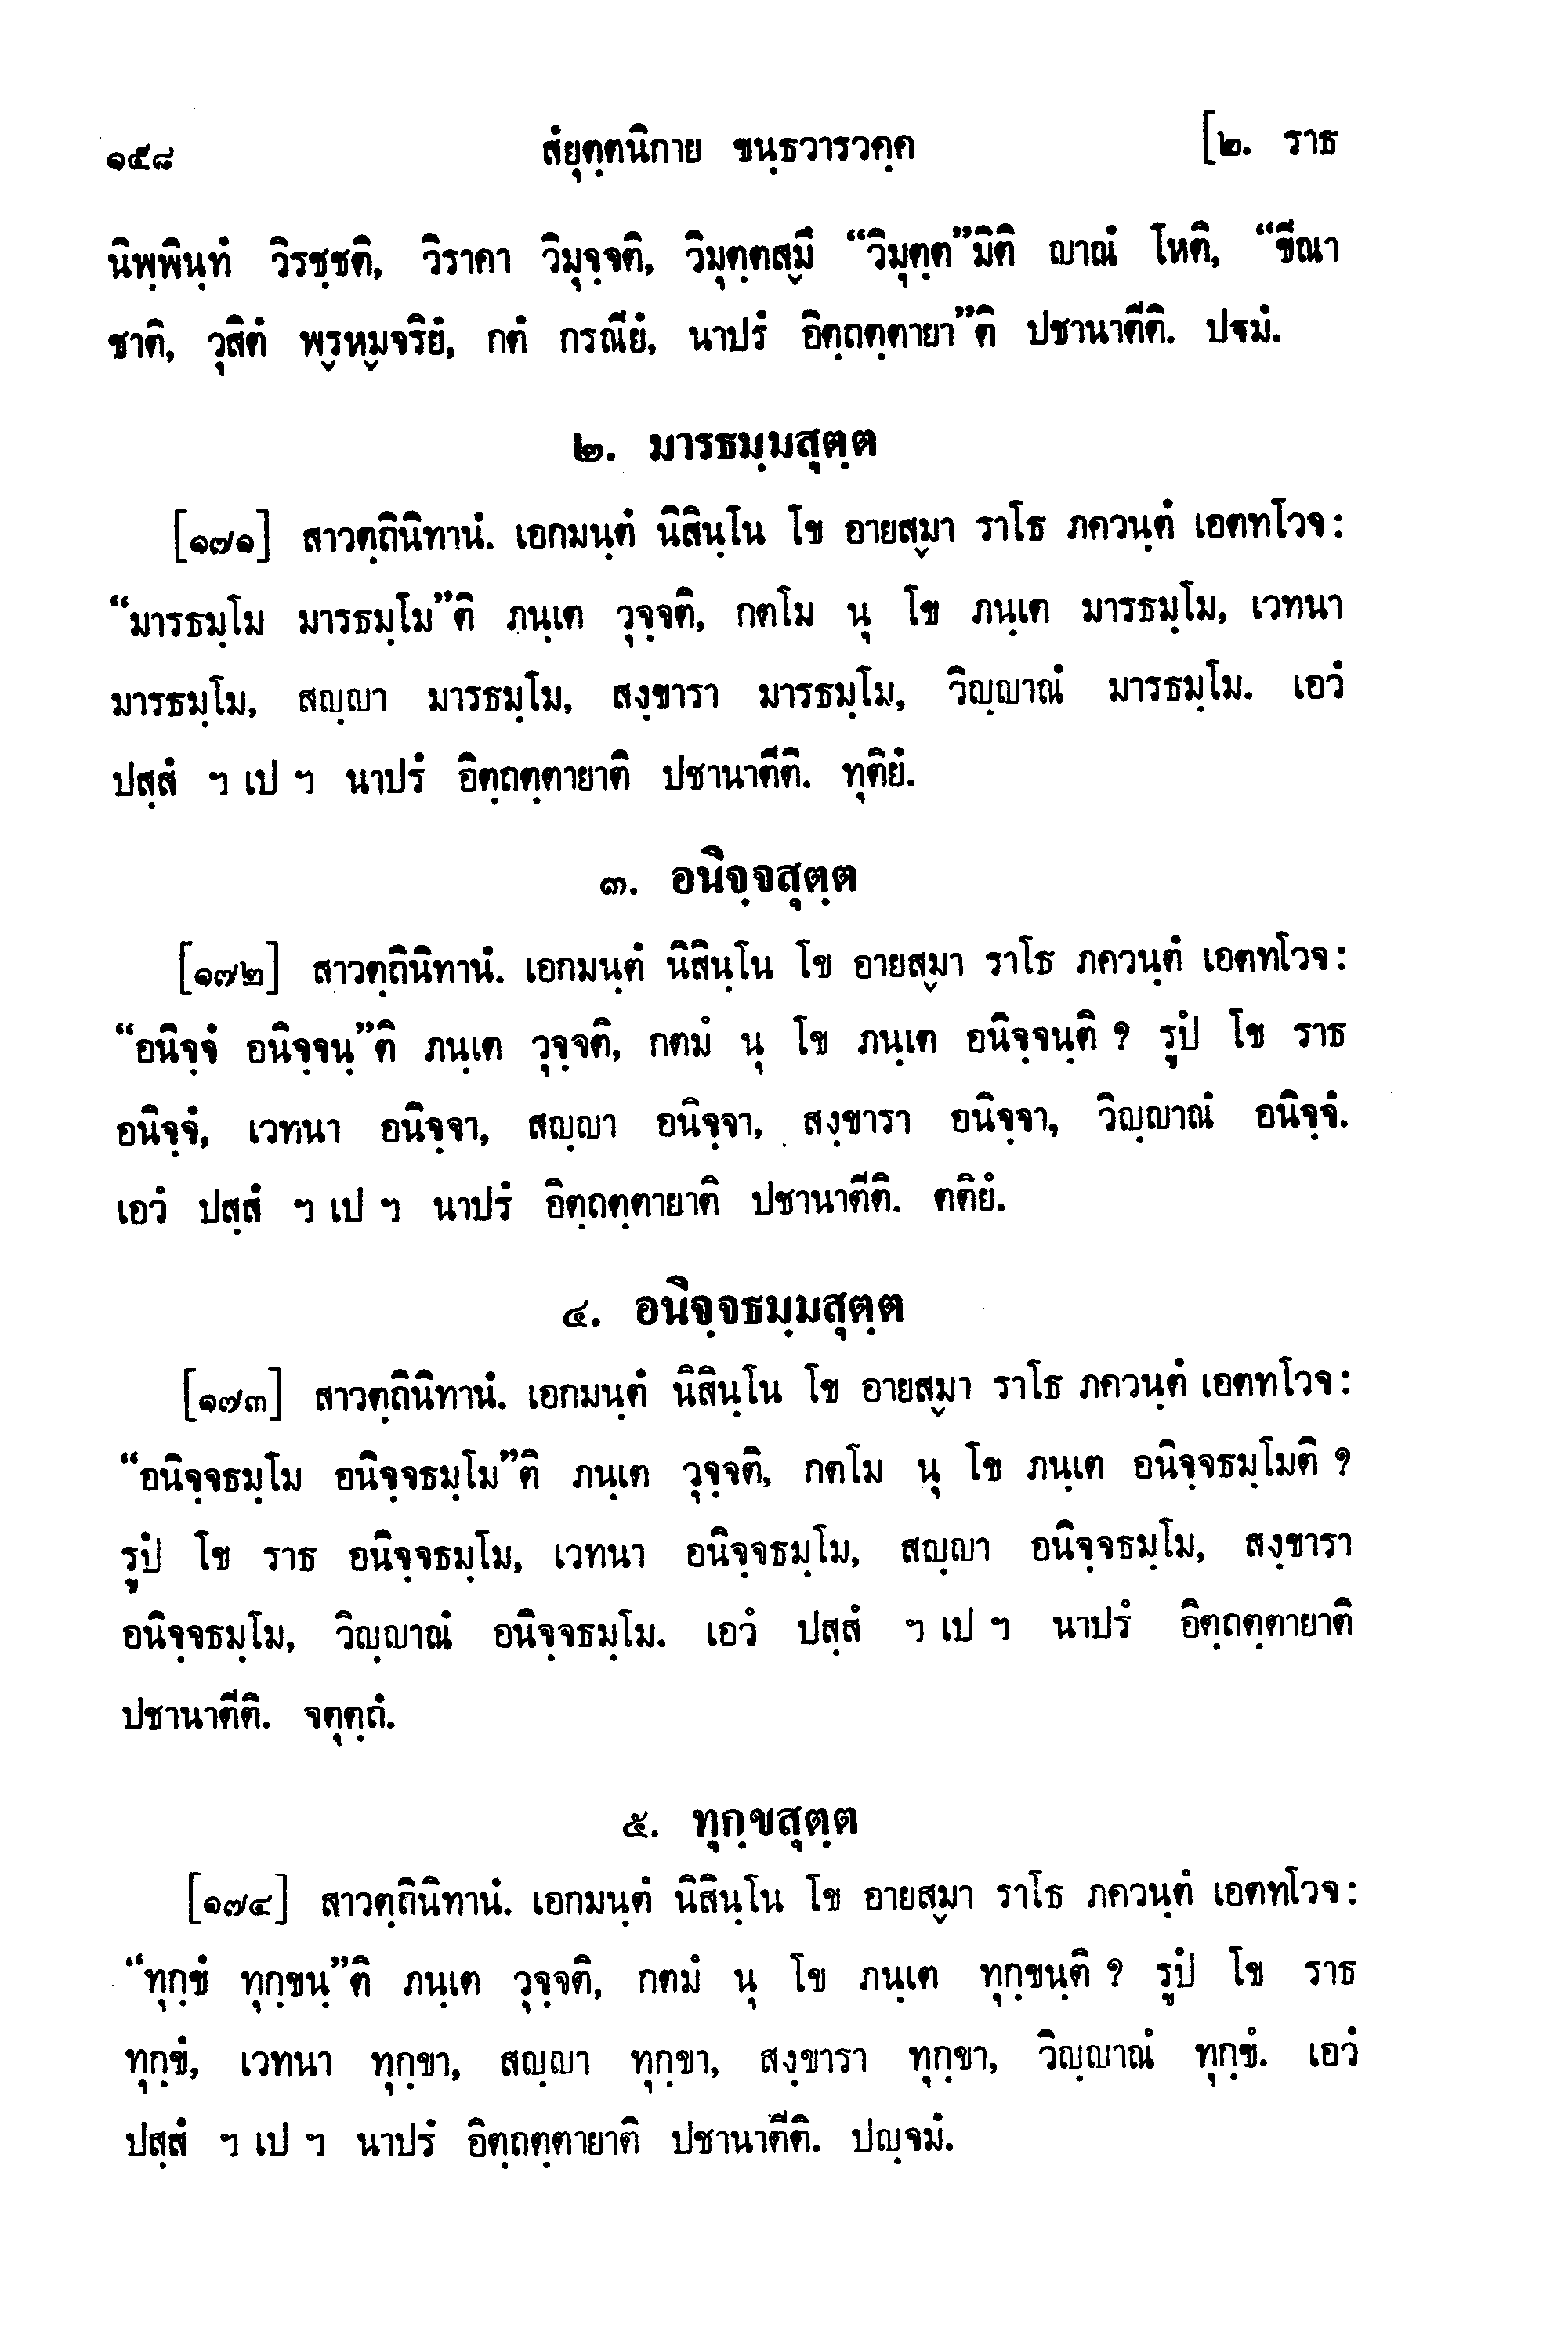 ๑๕๘ สํยุตฺตนิกาย ขนฺธวารวคฺค [๒. ราธ
นิพฺพินฺทํ วิรชฺชติ, วิราคา วิมุจฺจติ, วิมุตฺตสฺมึ “วิมุตฺต”มิติ ญาณํ โหติ, “ขีณา
ชาติ, วุสิตํ พฺรหฺมจริยํ, กตํ กรณียํ, นาปรํ อิตฺถตฺตายา”ติ ปชานาตีติ. ปฐมํ.
๒. มารธมฺมสุตฺต
[๑๗๑] สาวตฺถินิทานํ. เอกมนฺตํ นิสินฺโน โข อายสฺมา ราโธ ภควนฺตํ เอตทโวจ:
“มารธมฺโม มารธมฺโม”ติ ภนฺเต วุจฺจติ, กตโม นุ โข ภนฺเต มารธมฺโม, เวทนา
มารธมฺโม, สญฺญา มารธมฺโม, สงฺขารา มารธมฺโม, วิญฺญาณํ มารธมฺโม. เอวํ
ปสฺสํ ฯ เป ฯ นาปรํ อิตฺถตฺตายาติ ปชานาตีติ. ทุติยํ.
๓. อนิจฺจสุตฺต
[๑๗๒] สาวตฺถินิทานํ. เอกมนฺตํ นิสินฺโน โข อายสฺมา ราโธ ภควนฺตํ เอตทโวจ:
“อนิจฺจํ อนิจฺจนฺ”ติ ภนฺเต วุจฺจติ, กตมํ นุ โข ภนฺเต อนิจฺจนฺติ ? รูปํ โข ราธ
อนิจฺจํ, เวทนา อนิจฺจา, สญฺญา อนิจฺจา, สงฺขารา อนิจฺจา, วิญฺญาณํ อนิจฺจํ.
เอวํ ปสฺสํ ฯ เป ฯ นาปรํ อิตฺถตฺตายาติ ปชานาตีติ. ตติยํ.
๔. อนิจฺจธมฺมสุตฺต
[๑๗๓] สาวตฺถินิทานํ. เอกมนฺตํ นิสินฺโน โข อายสฺมา ราโธ ภควนฺตํ เอตทโวจ:
“อนิจฺจธมฺโม อนิจฺจธมฺโม”ติ ภนฺเต วุจฺจติ, กตโม นุ โข ภนฺเต อนิจฺจธมฺโมติ ?
รูปํ โข ราธ อนิจฺจธมฺโม, เวทนา อนิจฺจธมฺโม, สญฺญา อนิจฺจธมฺโม, สงฺขารา
อนิจฺจธมฺโม, วิญฺญาณํ อนิจฺจธมฺโม. เอวํ ปสฺสํ ฯ เป ฯ นาปรํ อิตฺถตฺตายาติ
ปชานาตีติ. จตุตฺถํ.
๕. ทุกฺขสุตฺต
[๑๗๔] สาวตฺถินิทานํ. เอกมนฺตํ นิสินฺโน โข อายสฺมา ราโธ ภควนฺตํ เอตทโวจ:
“ทุกฺขํ ทุกฺขนฺ”ติ ภนฺเต วุจฺจติ, กตมํ นุ โข ภนฺเต ทุกฺขนฺติ ? รูปํ โข ราธ
ทุกฺขํ, เวทนา ทุกฺขา, สญฺญา ทุกฺขา, สงฺขารา ทุกฺขา, วิญฺญาณํ ทุกฺขํ. เอวํ
ปสฺสํ ฯ เป ฯ นาปรํ อิตฺถตฺตายาติ ปชานาตีติ. ปญฺจมํ.